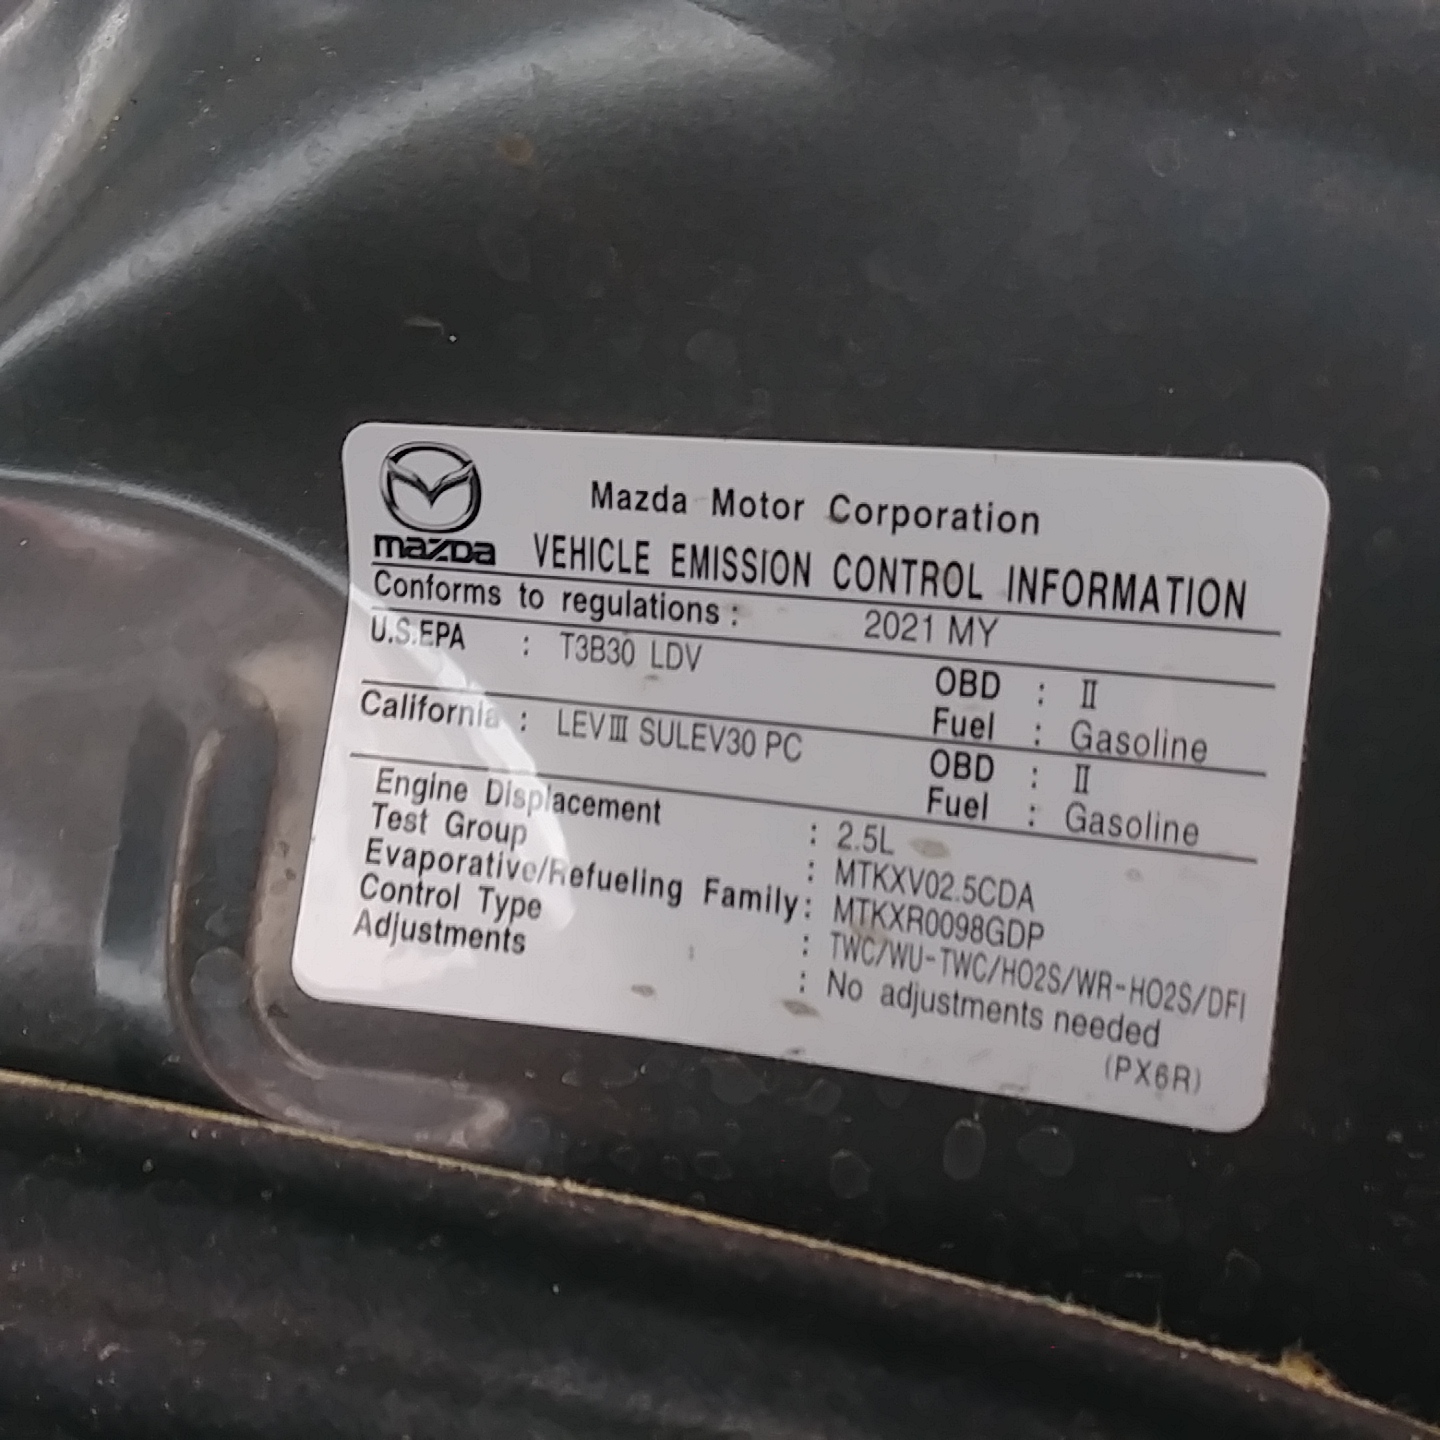 mazda
Mazda Motor Corporation
VEHICLE EMISSION CONTROL INFORMATION
Conforms to regulations : 2021 MY
U.S.EPA : T3B30 LDV OBD : II
Fuel : Gasoline
California : LEVIII SULEV30 PC OBD : II
Fuel : Gasoline
Engine Displacement : 2.5L
Test Group : MTKXV02.5CDA
Evaporative/Refueling Family : MTKXR0098GDP
Control Type : TWC/WU-TWC/HO2S/WR-HO2S/DFI
Adjustments : No adjustments needed
(PX6R)